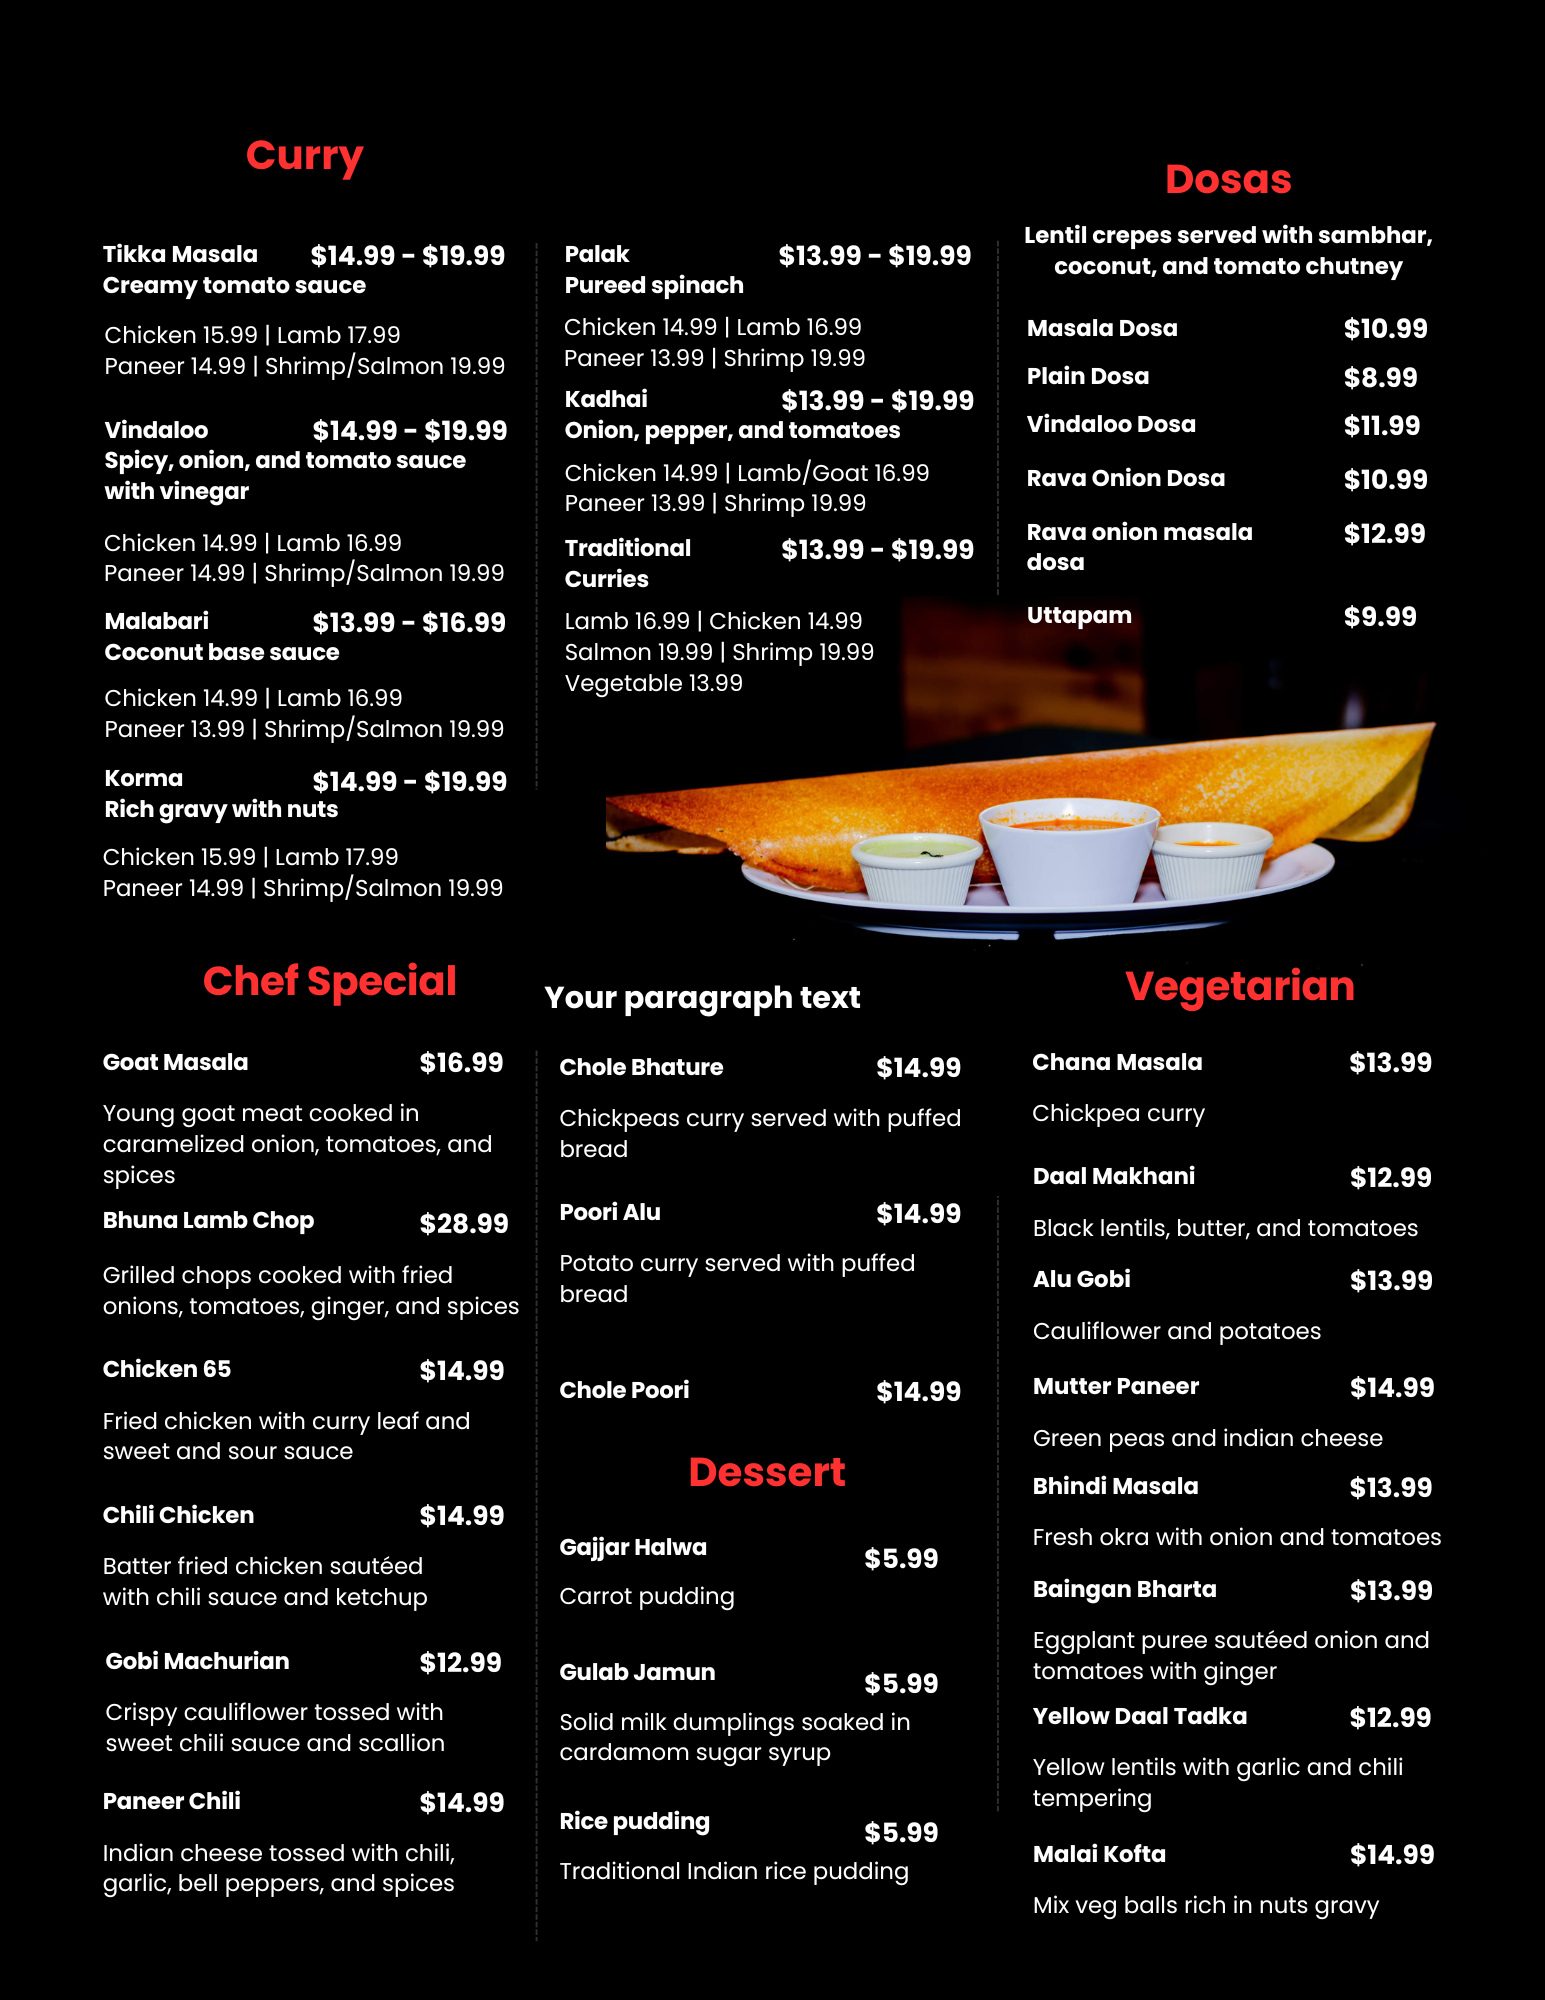 Curry
Tikka Masala $14.99 - $19.99
Creamy tomato sauce
Chicken 15.99 | Lamb 17.99
Paneer 14.99 | Shrimp/Salmon 19.99
Vindaloo $14.99 - $19.99
Spicy, onion, and tomato sauce
with vinegar
Chicken 14.99 | Lamb 16.99
Paneer 14.99 | Shrimp/Salmon 19.99
Malabari $13.99 - $16.99
Coconut base sauce
Chicken 14.99 | Lamb 16.99
Paneer 13.99 | Shrimp/Salmon 19.99
Korma $14.99 - $19.99
Rich gravy with nuts
Chicken 15.99 | Lamb 17.99
Paneer 14.99 | Shrimp/Salmon 19.99
Palak $13.99 - $19.99
Pureed spinach
Chicken 14.99 | Lamb 16.99
Paneer 13.99 | Shrimp 19.99
Kadhai $13.99 - $19.99
Onion, pepper, and tomatoes
Chicken 14.99 | Lamb/Goat 16.99
Paneer 13.99 | Shrimp 19.99
Traditional $13.99 - $19.99
Curries
Lamb 16.99 | Chicken 14.99
Salmon 19.99 | Shrimp 19.99
Vegetable 13.99
Dosas
Lentil crepes served with sambhar,
coconut, and tomato chutney
Masala Dosa $10.99
Plain Dosa $8.99
Vindaloo Dosa $11.99
Rava Onion Dosa $10.99
Rava onion masala $12.99
dosa
Uttapam $9.99
Chef Special
Goat Masala $16.99
Young goat meat cooked in
caramelized onion, tomatoes, and
spices
Bhuna Lamb Chop $28.99
Grilled chops cooked with fried
onions, tomatoes, ginger, and spices
Chicken 65 $14.99
Fried chicken with curry leaf and
sweet and sour sauce
Chili Chicken $14.99
Batter fried chicken sautéed
with chili sauce and ketchup
Gobi Machurian $12.99
Crispy cauliflower tossed with
sweet chili sauce and scallion
Paneer Chili $14.99
Indian cheese tossed with chili,
garlic, bell peppers, and spices
Your paragraph text
Chole Bhature $14.99
Chickpeas curry served with puffed
bread
Poori Alu $14.99
Potato curry served with puffed
bread
Chole Poori $14.99
Dessert
Gajjar Halwa $5.99
Carrot pudding
Gulab Jamun $5.99
Solid milk dumplings soaked in
cardamom sugar syrup
Rice pudding $5.99
Traditional Indian rice pudding
Vegetarian
Chana Masala $13.99
Chickpea curry
Daal Makhani $12.99
Black lentils, butter, and tomatoes
Alu Gobi $13.99
Cauliflower and potatoes
Mutter Paneer $14.99
Green peas and indian cheese
Bhindi Masala $13.99
Fresh okra with onion and tomatoes
Baingan Bharta $13.99
Eggplant puree sautéed onion and
tomatoes with ginger
Yellow Daal Tadka $12.99
Yellow lentils with garlic and chili
tempering
Malai Kofta $14.99
Mix veg balls rich in nuts gravy